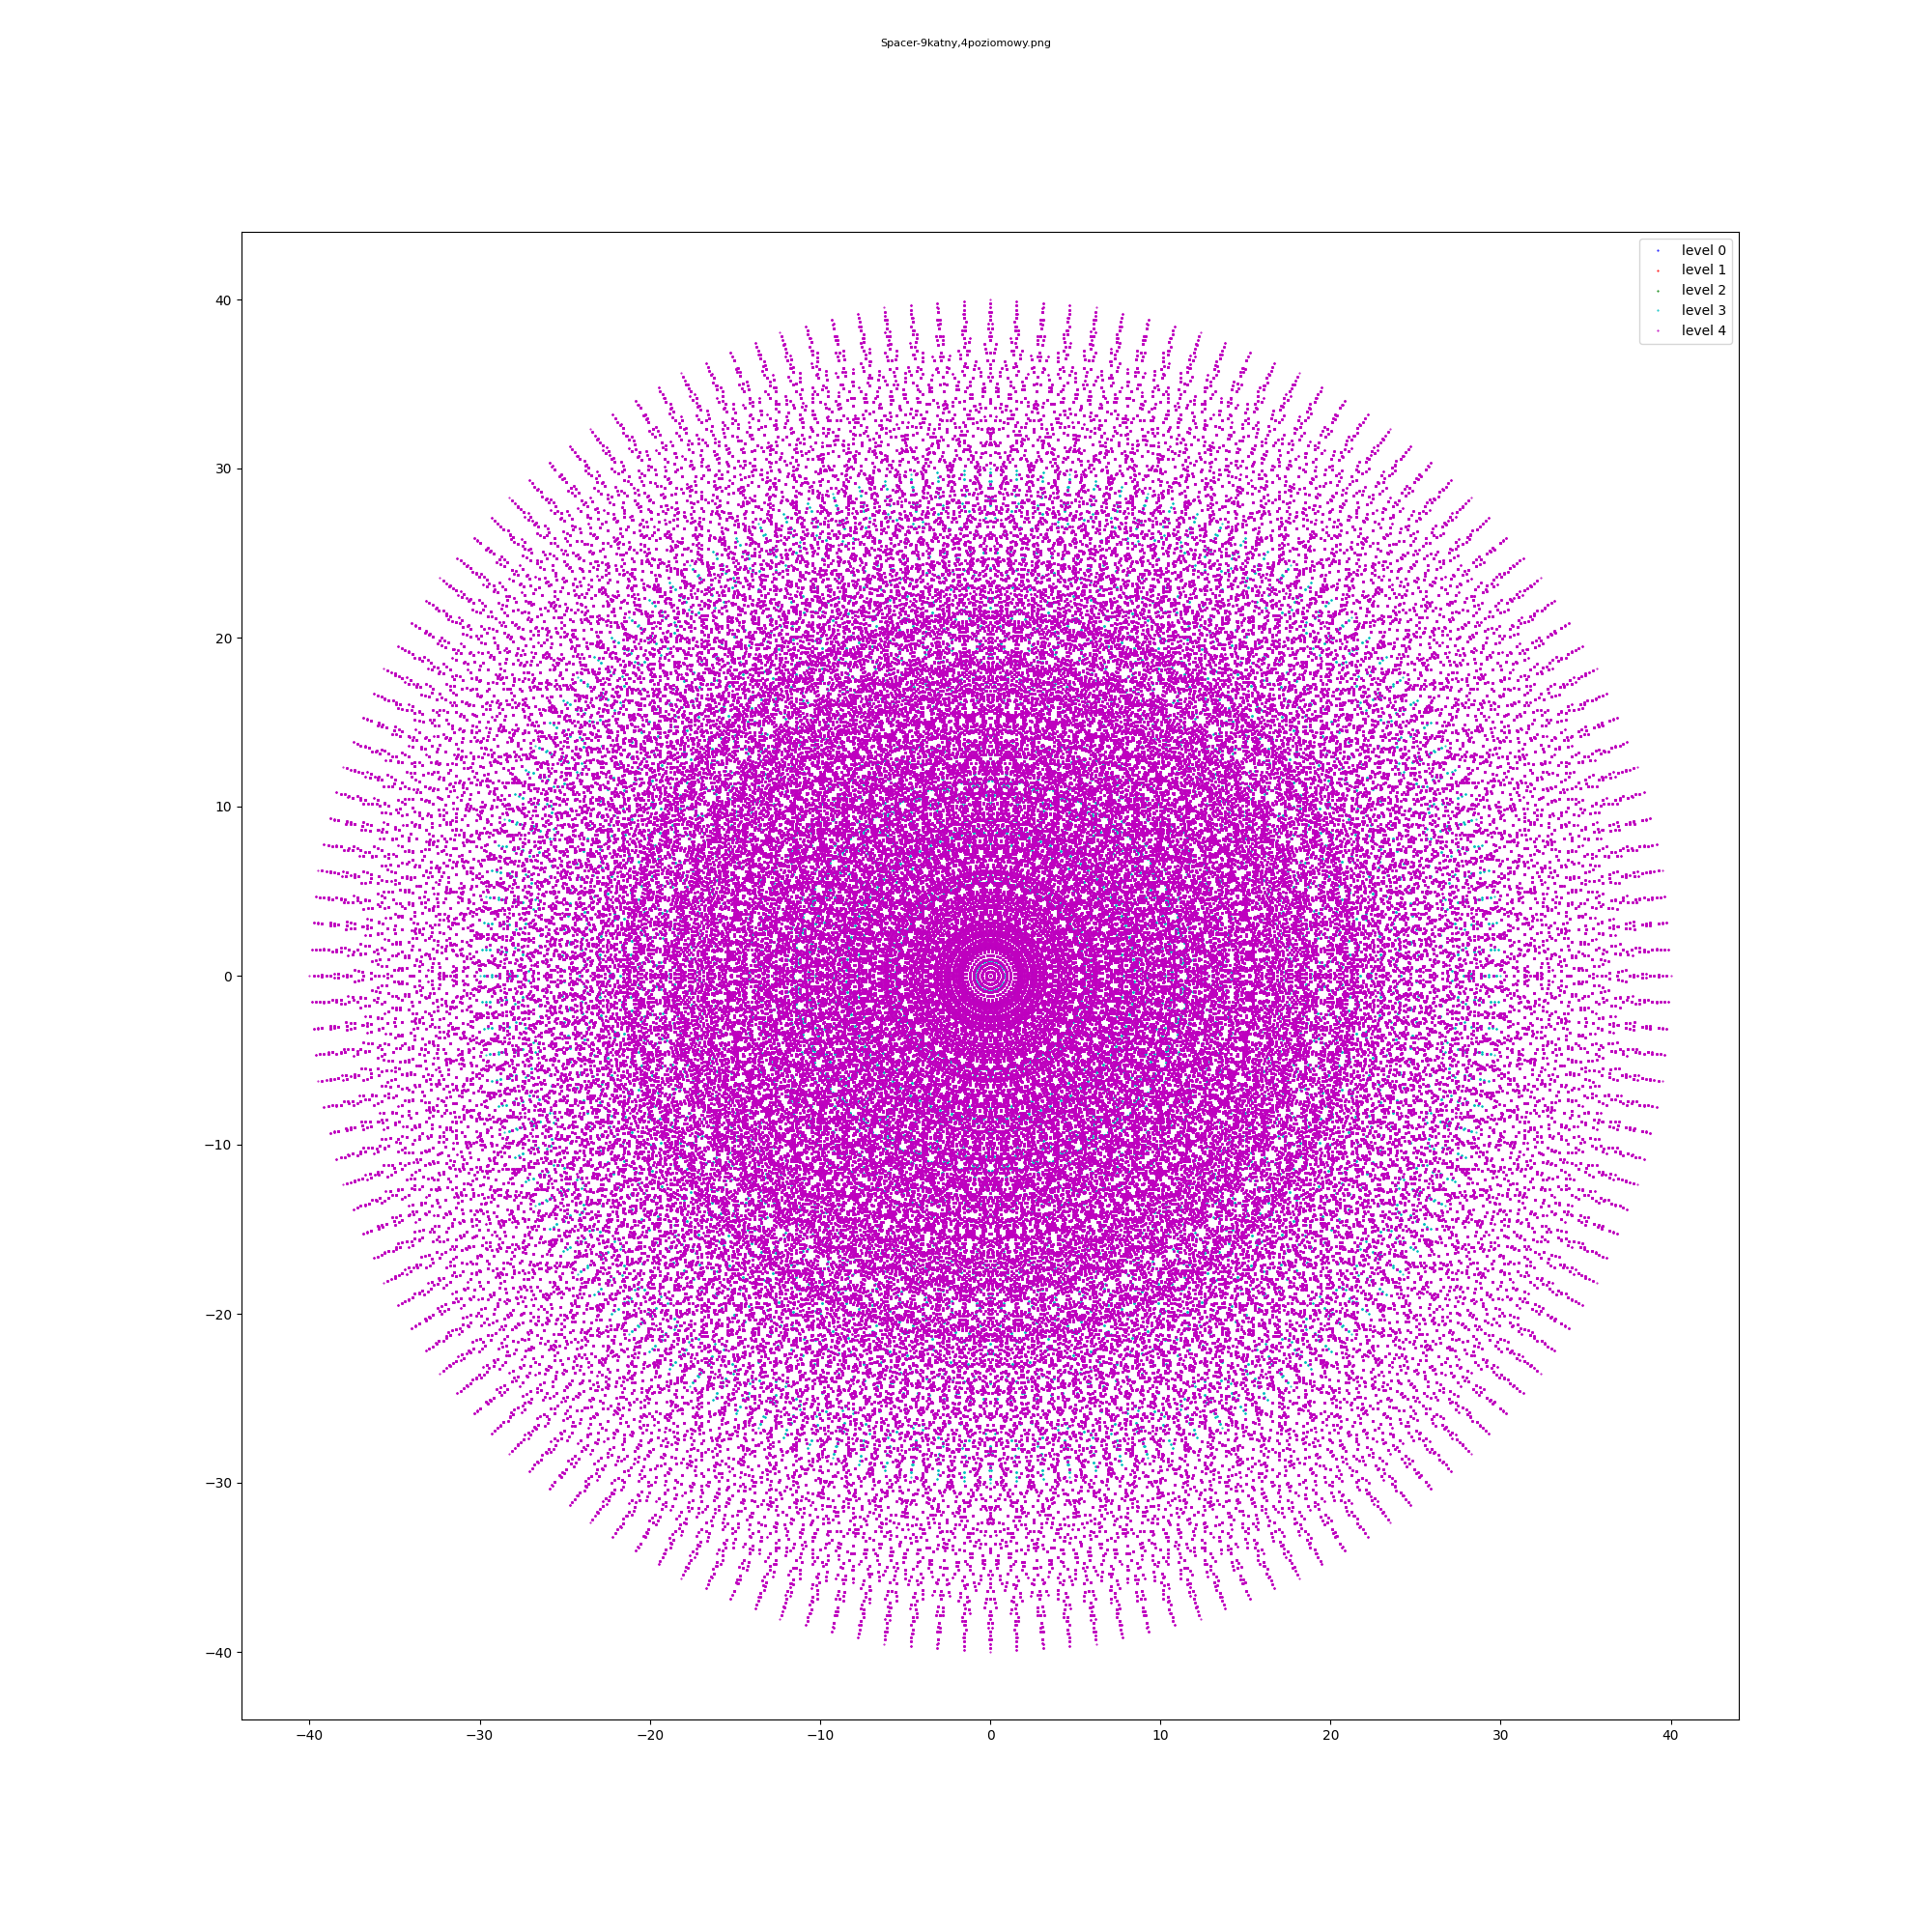 Spacer-9katny,4poziomowy.png
level 0
level 1
level 2
level 3
level 4
40
30
20
10
0
−10
−20
−30
−40
−40 −30 −20 −10 0 10 20 30 40